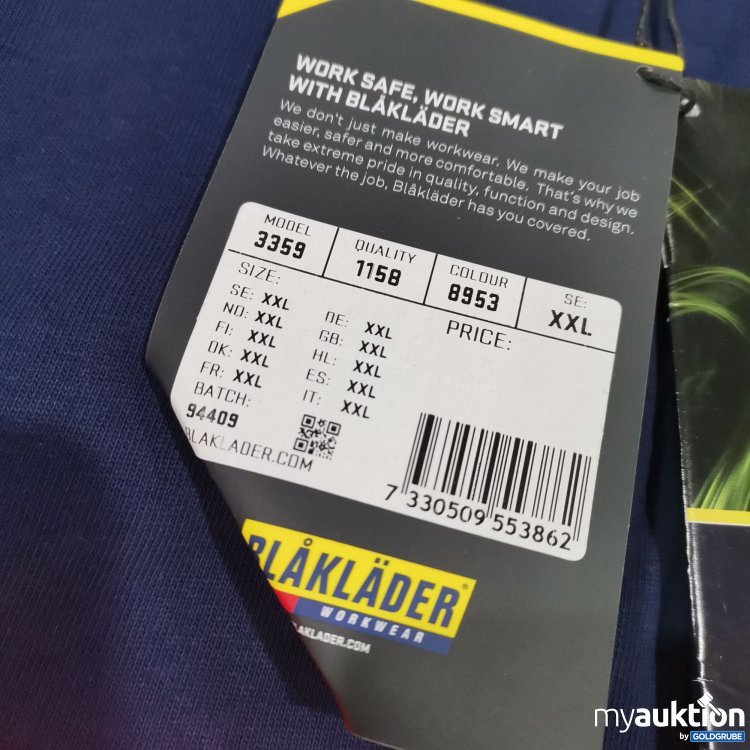 WORK SAFE, WORK SMART
WITH BLÅKLÄDER
We don't just make workwear. We make your job
easier, safer and more comfortable. That's why we
take extreme pride in quality, function and design.
Whatever the job, Blåkläder has you covered.
MODEL
3359
QUALITY
1158
COLOUR
8953
SE:
XXL
SIZE:
SE: XXL
NO: XXL
FI: XXL
DK: XXL
FR: XXL
DE: XXL
GB: XXL
NL: XXL
ES: XXL
IT: XXL
PRICE:
BATCH:
94409
BLAKLADER.COM
7 330509 553862
BLÅKLÄDER®
WORKWEAR
BLAKLADER.COM
myauktion
by GOLDGRUBE